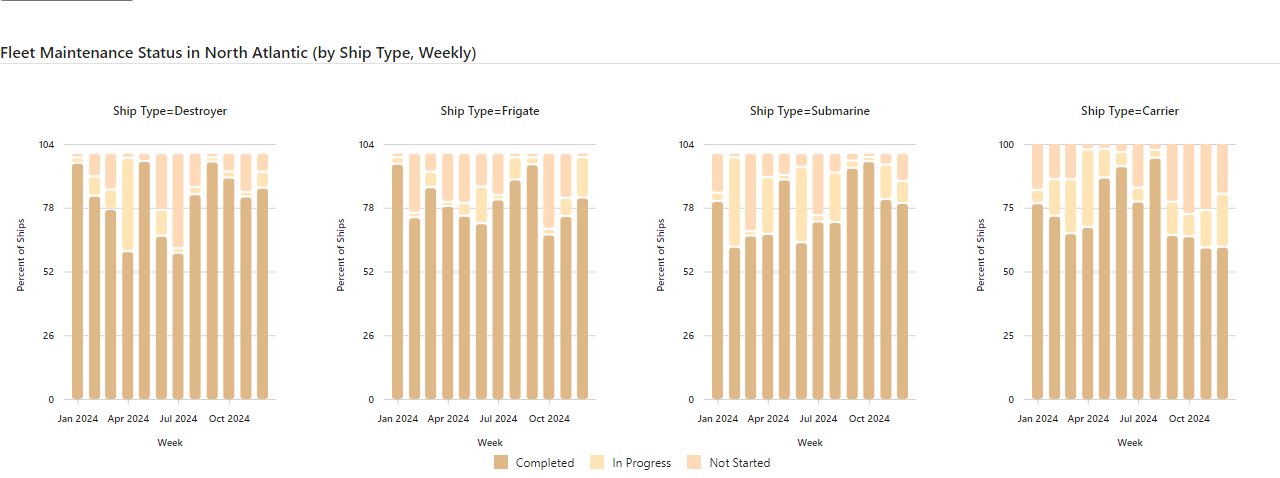 Fleet Maintenance Status in North Atlantic (by Ship Type, Weekly)
Ship Type=Destroyer
104
78
52
26
0
Percent of Ships
Jan 2024 Apr 2024 Jul 2024 Oct 2024
Week
Ship Type=Frigate
104
78
52
26
0
Percent of Ships
Jan 2024 Apr 2024 Jul 2024 Oct 2024
Week
Ship Type=Submarine
104
78
52
26
0
Percent of Ships
Jan 2024 Apr 2024 Jul 2024 Oct 2024
Week
Ship Type=Carrier
100
75
50
25
0
Percent of Ships
Jan 2024 Apr 2024 Jul 2024 Oct 2024
Week
Completed In Progress Not Started